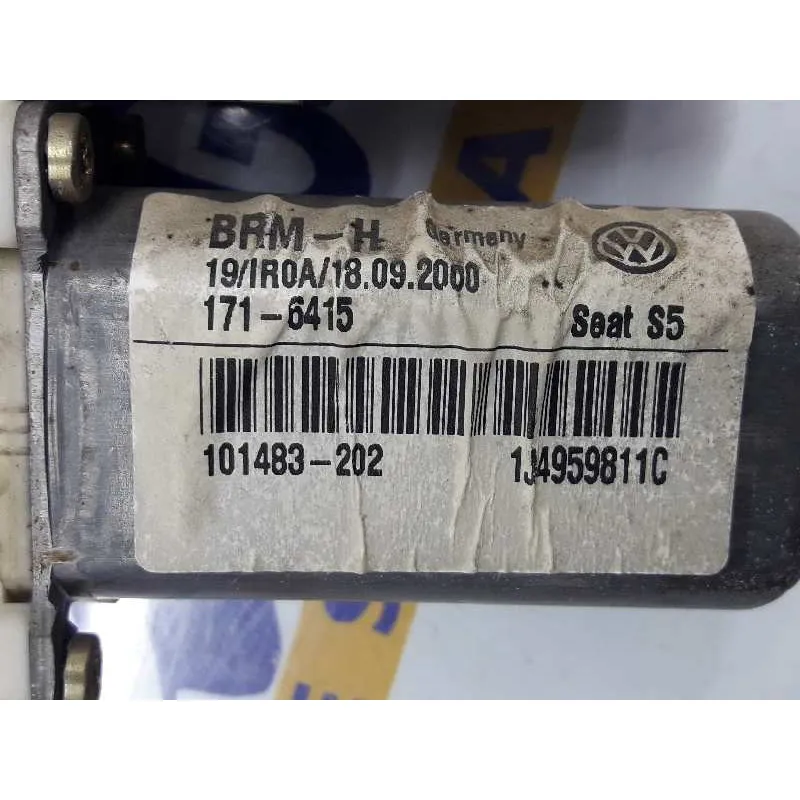 BRM-H Germany
19/IR0A/18.09.2000
171-6415 Seat S5
101483-202 1J4959811C